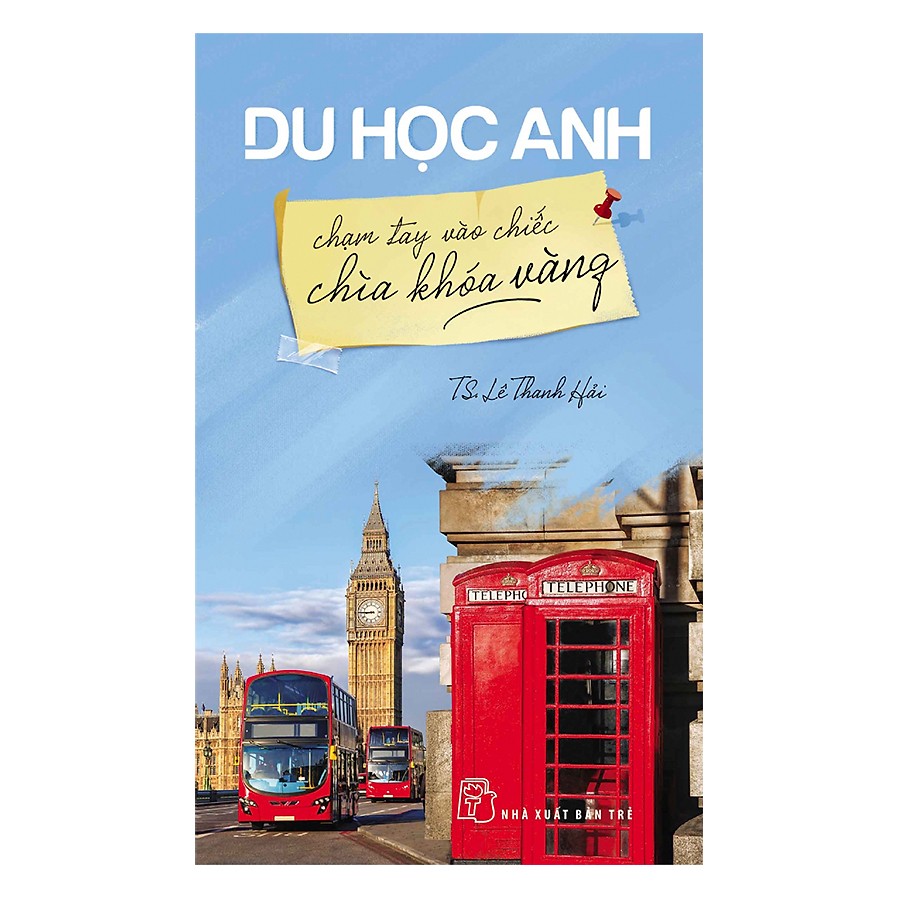 DU HỌC ANH
chạm tay vào chiếc
chìa khóa vàng
TS. Lê Thanh Hải
TELEPHO
TELEPHONE
NHÀ XUẤT BẢN TRẺ